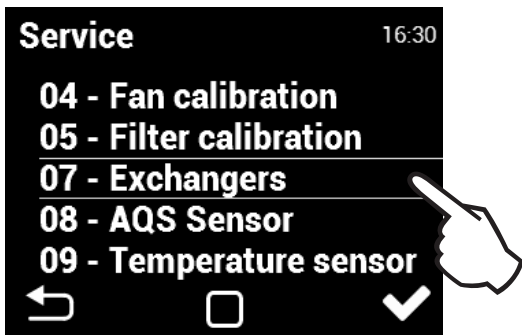 Service
16:30
04 - Fan calibration
05 - Filter calibration
07 - Exchangers
08 - AQS Sensor
09 - Temperature sensor